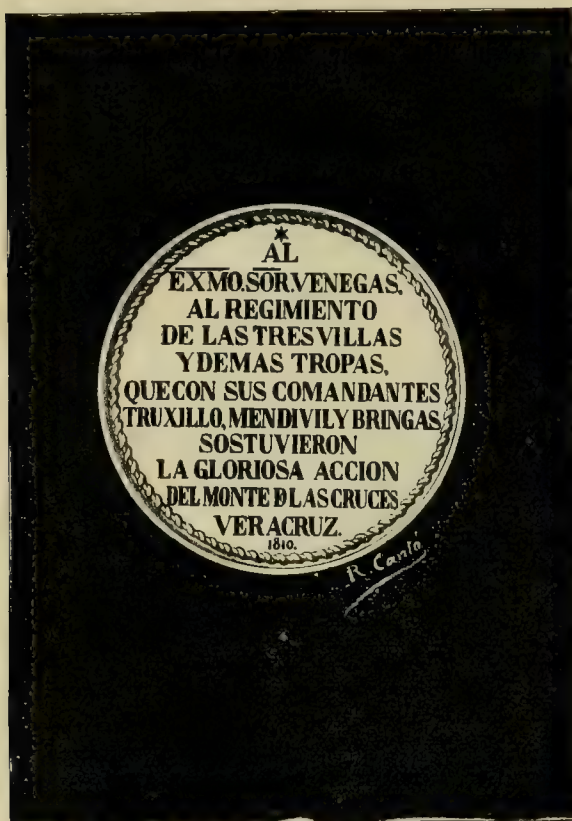 AL
EXMO. SOR VENEGAS.
AL REGIMIENTO
DE LAS TRES VILLAS
Y DEMAS TROPAS,
QUE CON SUS COMANDANTES
TRUXILLO, MENDIVIL Y BRINGAS
SOSTUVIERON
LA GLORIOSA ACCION
DEL MONTE D LAS CRUCES
VERACRUZ.
1810.
R. Cantó